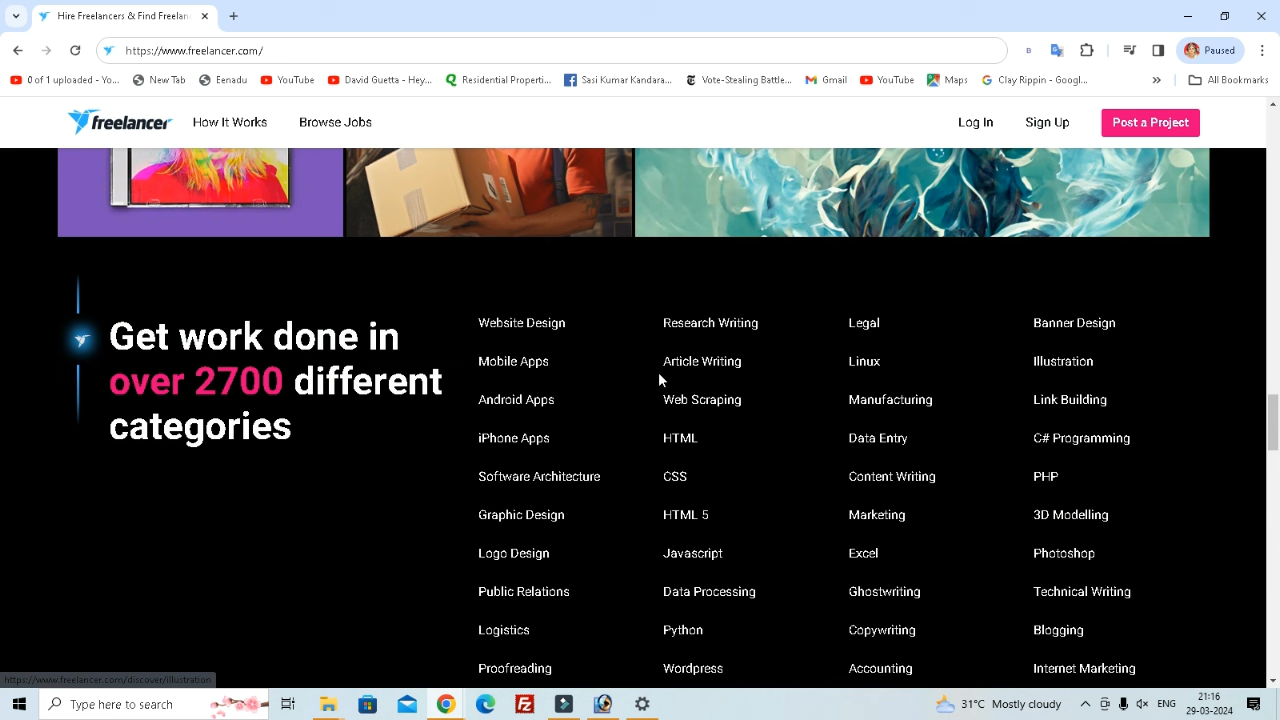 Hire Freelancers & Find Freelan
https://www.freelancer.com/
Paused
0 of 1 uploaded - Yo...
New Tab
Eenadu
YouTube
David Guetta - Hey...
Residential Properti...
Sasi Kumar Kandara...
Vote-Stealing Battle...
Gmail
YouTube
Maps
Clay Rippin - Googl...
All Bookmarks
freelancer
How It Works
Browse Jobs
Log In
Sign Up
Post a Project
Get work done in
over 2700 different
categories
Website Design
Mobile Apps
Android Apps
iPhone Apps
Software Architecture
Graphic Design
Logo Design
Public Relations
Logistics
Proofreading
Research Writing
Article Writing
Web Scraping
HTML
CSS
HTML 5
Javascript
Data Processing
Python
Wordpress
Legal
Linux
Manufacturing
Data Entry
Content Writing
Marketing
Excel
Ghostwriting
Copywriting
Accounting
Banner Design
Illustration
Link Building
C# Programming
PHP
3D Modelling
Photoshop
Technical Writing
Blogging
Internet Marketing
https://www.freelancer.com/discover/illustration
Type here to search
31°C Mostly cloudy
ENG
21:16
29-03-2024